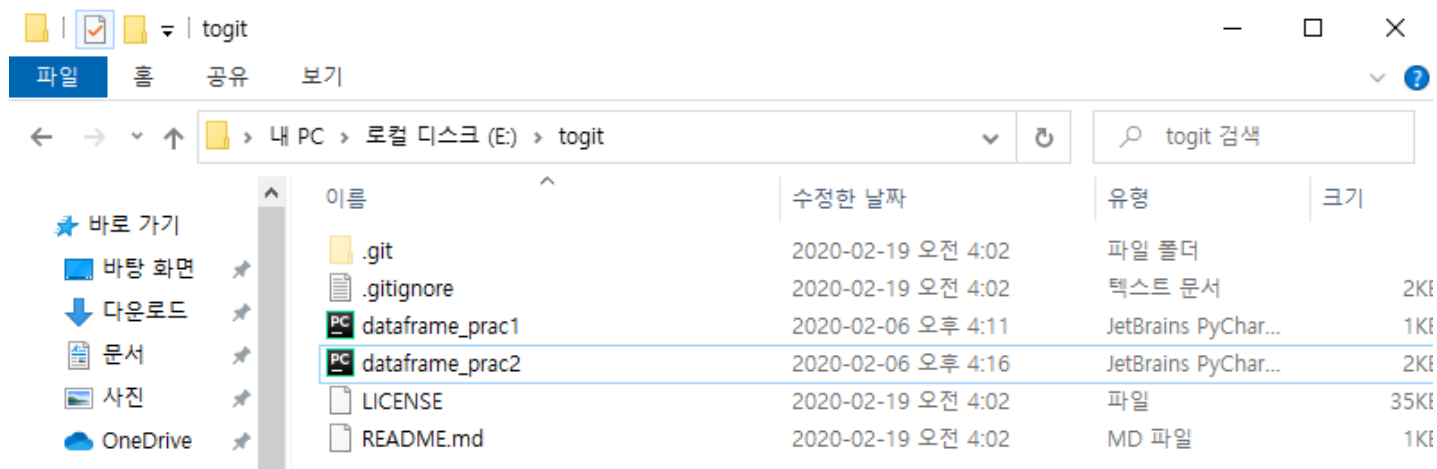 togit
파일 홈 공유 보기
내 PC > 로컬 디스크 (E:) > togit
togit 검색
이름 수정한 날짜 유형 크기
바로 가기
바탕 화면
다운로드
문서
사진
OneDrive
.git 2020-02-19 오전 4:02 파일 폴더
.gitignore 2020-02-19 오전 4:02 텍스트 문서 2KB
dataframe_prac1 2020-02-06 오후 4:11 JetBrains PyChar... 1KB
dataframe_prac2 2020-02-06 오후 4:16 JetBrains PyChar... 2KB
LICENSE 2020-02-19 오전 4:02 파일 35KB
README.md 2020-02-19 오전 4:02 MD 파일 1KB